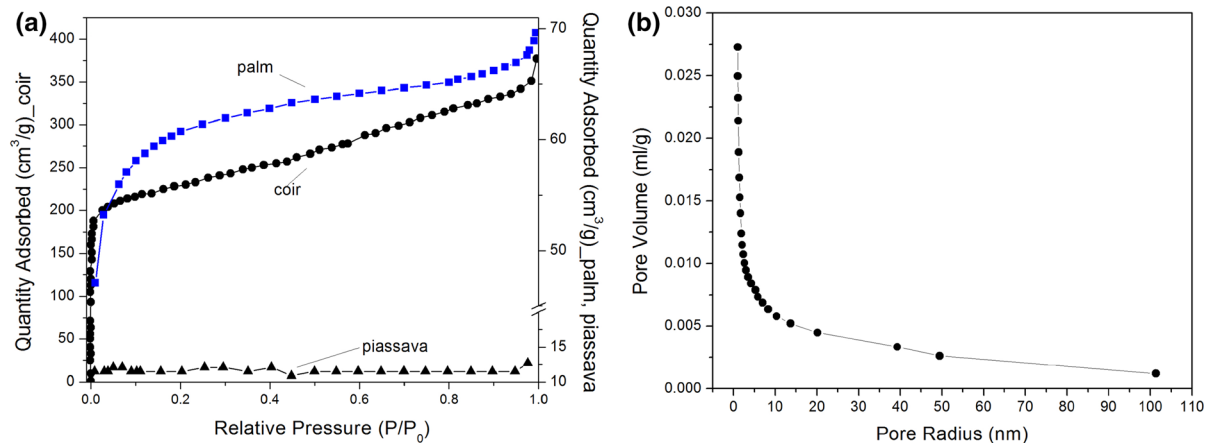 (a)
Quantity Adsorbed (cm³/g)_coir
400
350
300
250
200
150
100
50
0
palm
coir
piassava
70
60
50
15
10
Quantity Adsorbed (cm³/g)_palm, piassava
0.0
0.2
0.4
0.6
0.8
1.0
Relative Pressure (P/P₀)
(b)
Pore Volume (ml/g)
0.030
0.025
0.020
0.015
0.010
0.005
0.000
0 10 20 30 40 50 60 70 80 90 100 110
Pore Radius (nm)